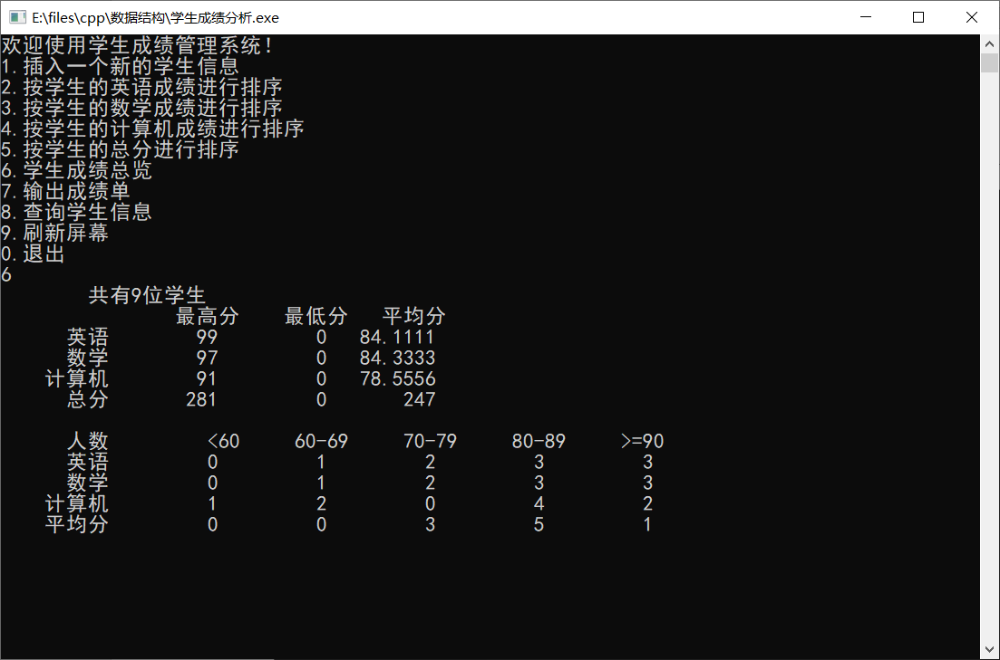 E:\files\cpp\数据结构\学生成绩分析.exe
欢迎使用学生成绩管理系统!
1.插入一个新的学生信息
2.按学生的英语成绩进行排序
3.按学生的数学成绩进行排序
4.按学生的计算机成绩进行排序
5.按学生的总分进行排序
6.学生成绩总览
7.输出成绩单
8.查询学生信息
9.刷新屏幕
0.退出
6
共有9位学生
最高分 最低分 平均分
英语 99 0 84.1111
数学 97 0 84.3333
计算机 91 0 78.5556
总分 281 0 247
人数 <60 60-69 70-79 80-89 >=90
英语 0 1 2 3 3
数学 0 1 2 3 3
计算机 1 2 0 4 2
平均分 0 0 3 5 1